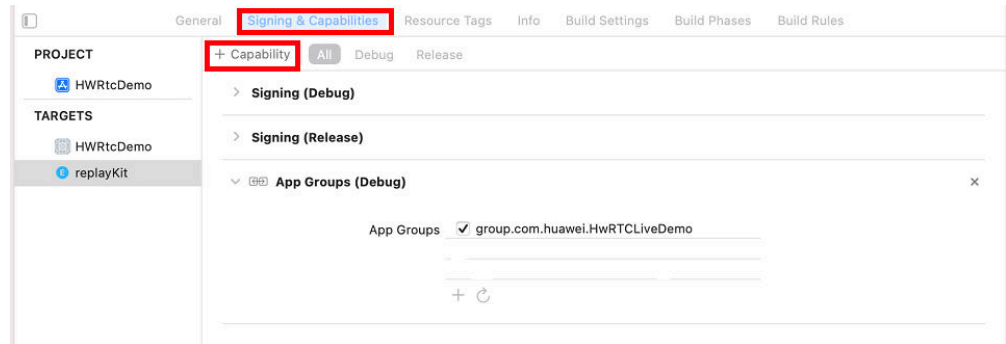 General Signing & Capabilities Resource Tags Info Build Settings Build Phases Build Rules
PROJECT
HWRtcDemo
TARGETS
HWRtcDemo
replayKit
+ Capability All Debug Release
Signing (Debug)
Signing (Release)
App Groups (Debug)
App Groups group.com.huawei.HwRTCLiveDemo